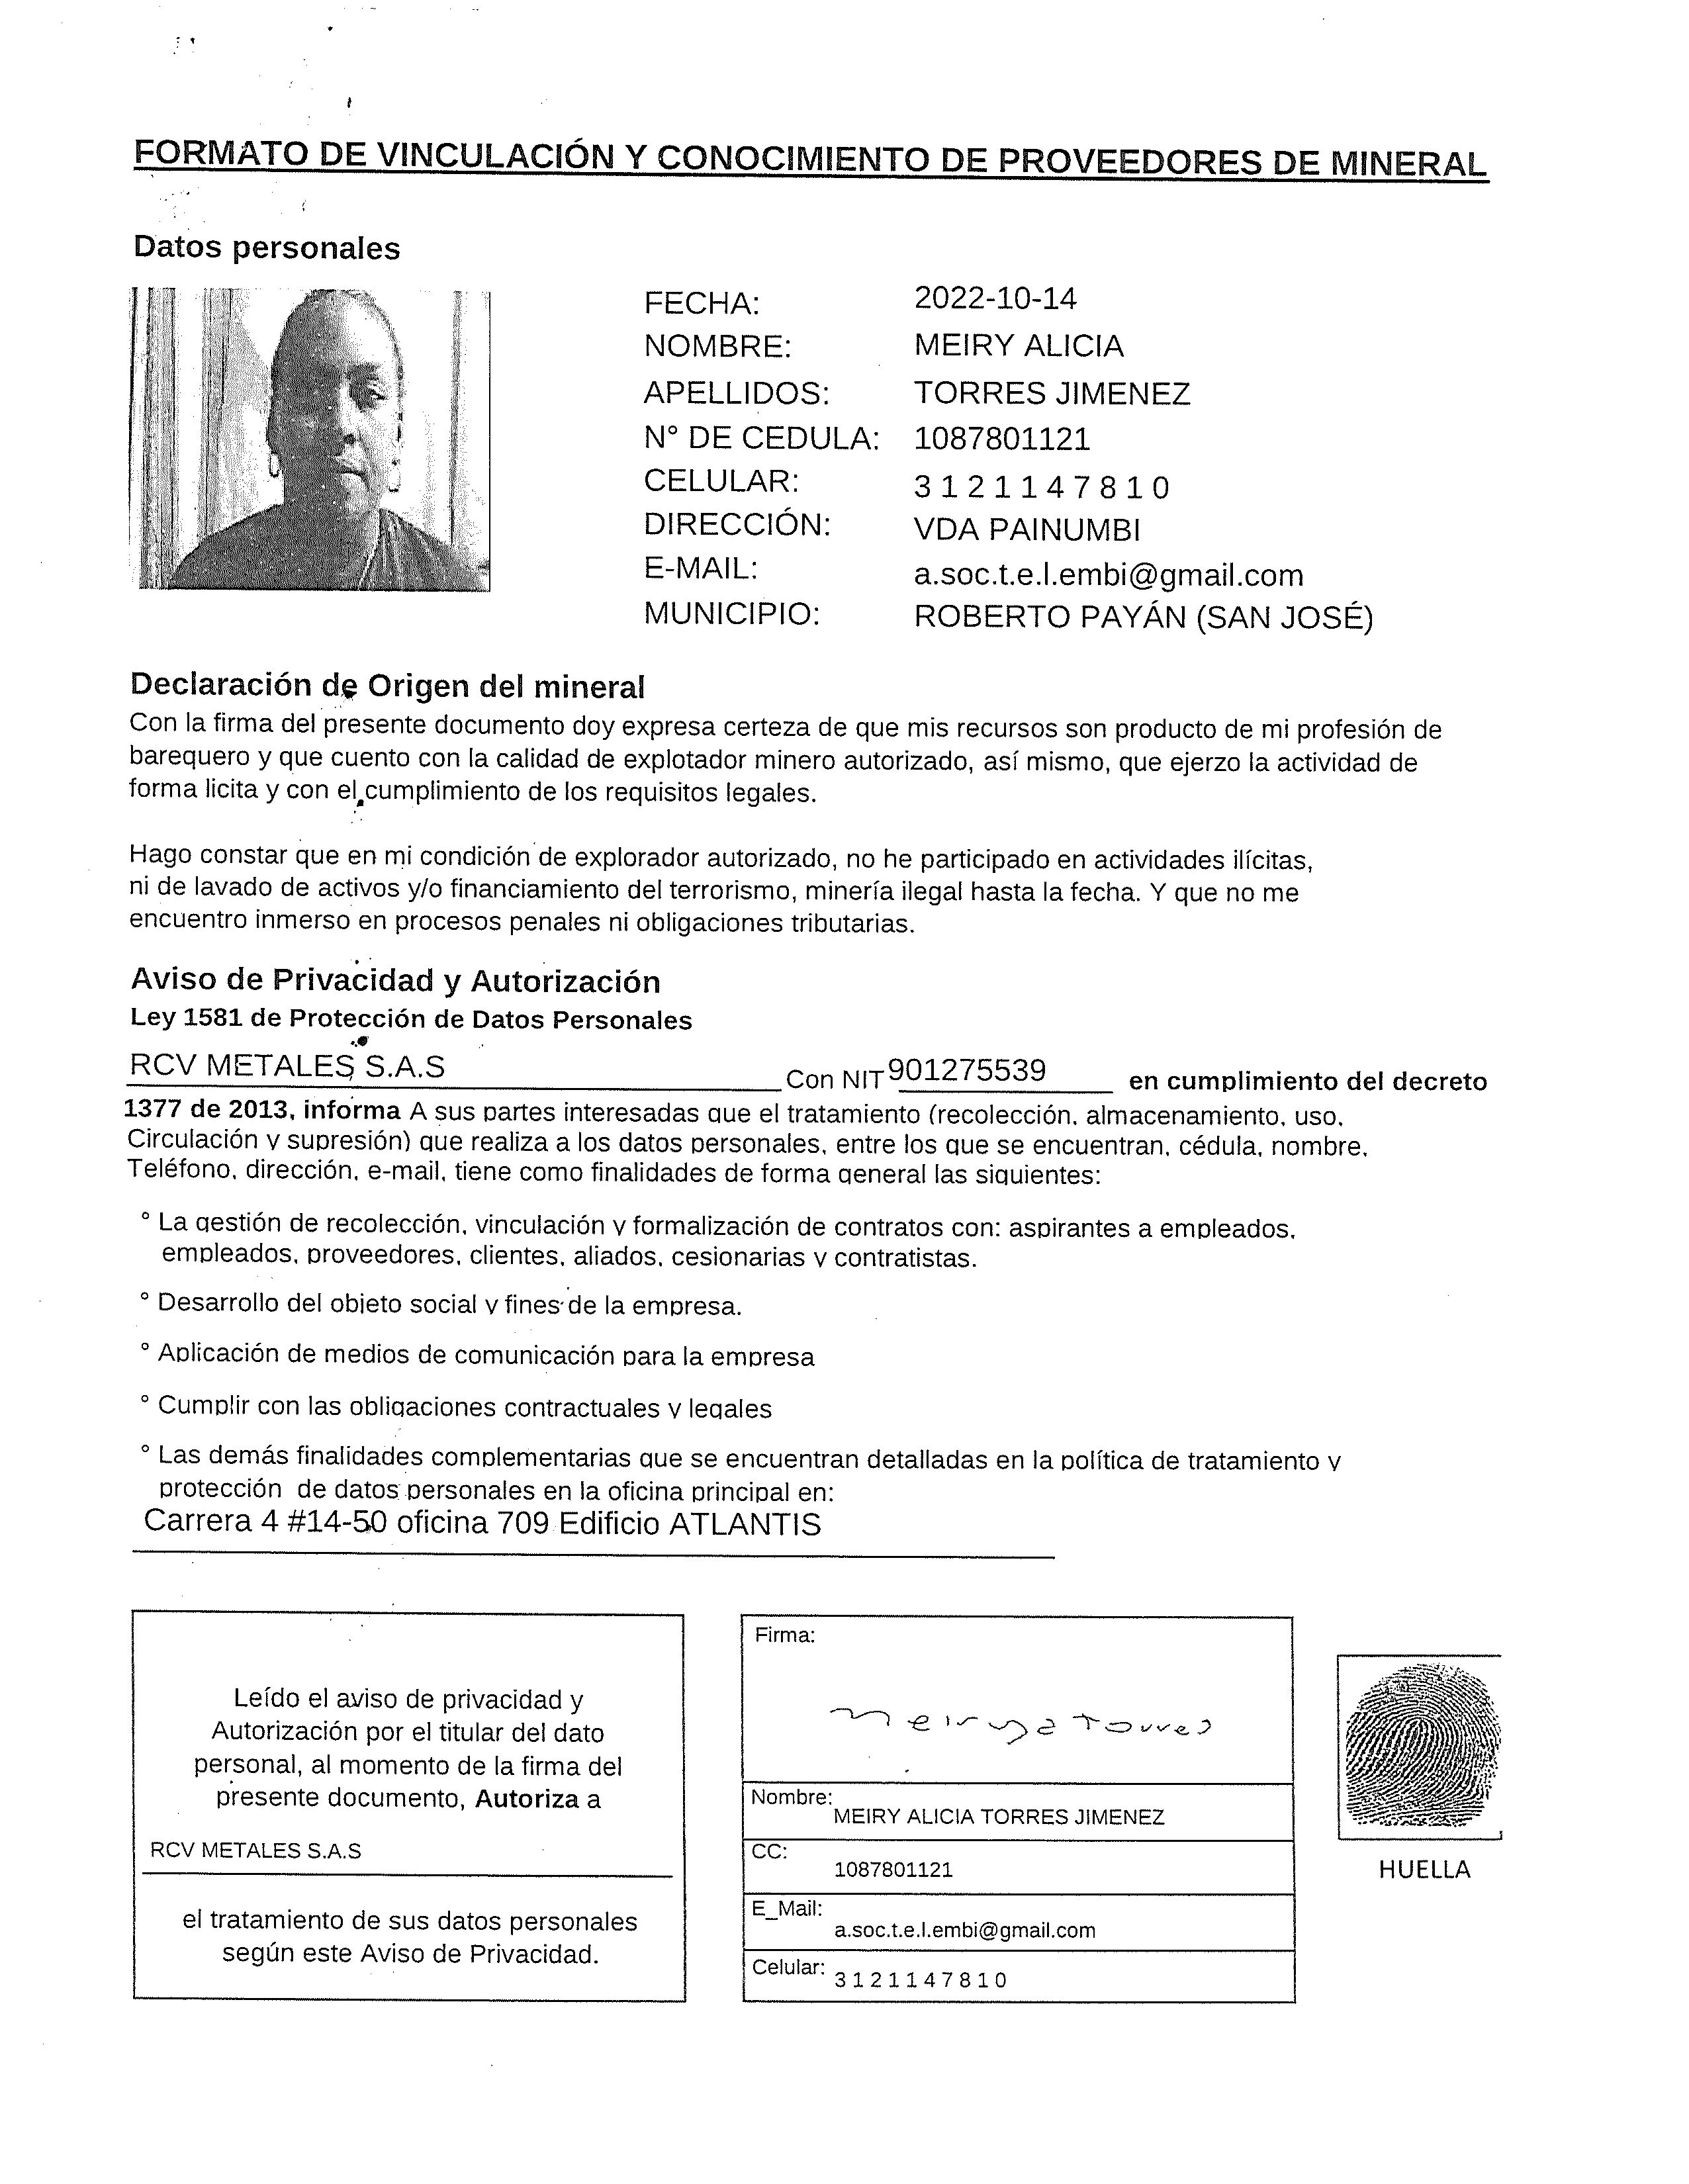 FORMATO DE VINCULACIÓN Y CONOCIMIENTO DE PROVEEDORES DE MINERAL
Datos personales
FECHA: 2022-10-14
NOMBRE: MEIRY ALICIA
APELLIDOS: TORRES JIMENEZ
N° DE CEDULA: 1087801121
CELULAR: 3 1 2 1 1 4 7 8 1 0
DIRECCIÓN: VDA PAINUMBI
E-MAIL: a.soc.t.e.l.embi@gmail.com
MUNICIPIO: ROBERTO PAYÁN (SAN JOSÉ)
Declaración de Origen del mineral
Con la firma del presente documento doy expresa certeza de que mis recursos son producto de mi profesión de
barequero y que cuento con la calidad de explotador minero autorizado, así mismo, que ejerzo la actividad de
forma licita y con el cumplimiento de los requisitos legales.
Hago constar que en mi condición de explorador autorizado, no he participado en actividades ilícitas,
ni de lavado de activos y/o financiamiento del terrorismo, minería ilegal hasta la fecha. Y que no me
encuentro inmerso en procesos penales ni obligaciones tributarias.
Aviso de Privacidad y Autorización
Ley 1581 de Protección de Datos Personales
RCV METALES S.A.S Con NIT 901275539 en cumplimiento del decreto
1377 de 2013, informa A sus partes interesadas que el tratamiento (recolección, almacenamiento, uso,
Circulación y supresión) que realiza a los datos personales, entre los que se encuentran, cédula, nombre,
Teléfono, dirección, e-mail, tiene como finalidades de forma general las siguientes:
° La gestión de recolección, vinculación y formalización de contratos con: aspirantes a empleados,
empleados, proveedores, clientes, aliados, cesionarias y contratistas.
° Desarrollo del objeto social y fines de la empresa.
° Aplicación de medios de comunicación para la empresa
° Cumplir con las obligaciones contractuales y legales
° Las demás finalidades complementarias que se encuentran detalladas en la política de tratamiento y
protección de datos personales en la oficina principal en:
Carrera 4 #14-50 oficina 709 Edificio ATLANTIS
Leído el aviso de privacidad y
Autorización por el titular del dato
personal, al momento de la firma del
presente documento, Autoriza a
RCV METALES S.A.S
el tratamiento de sus datos personales
según este Aviso de Privacidad.
Firma:
Meirya Torres
Nombre: MEIRY ALICIA TORRES JIMENEZ
CC: 1087801121
E_Mail: a.soc.t.e.l.embi@gmail.com
Celular: 3 1 2 1 1 4 7 8 1 0
HUELLA